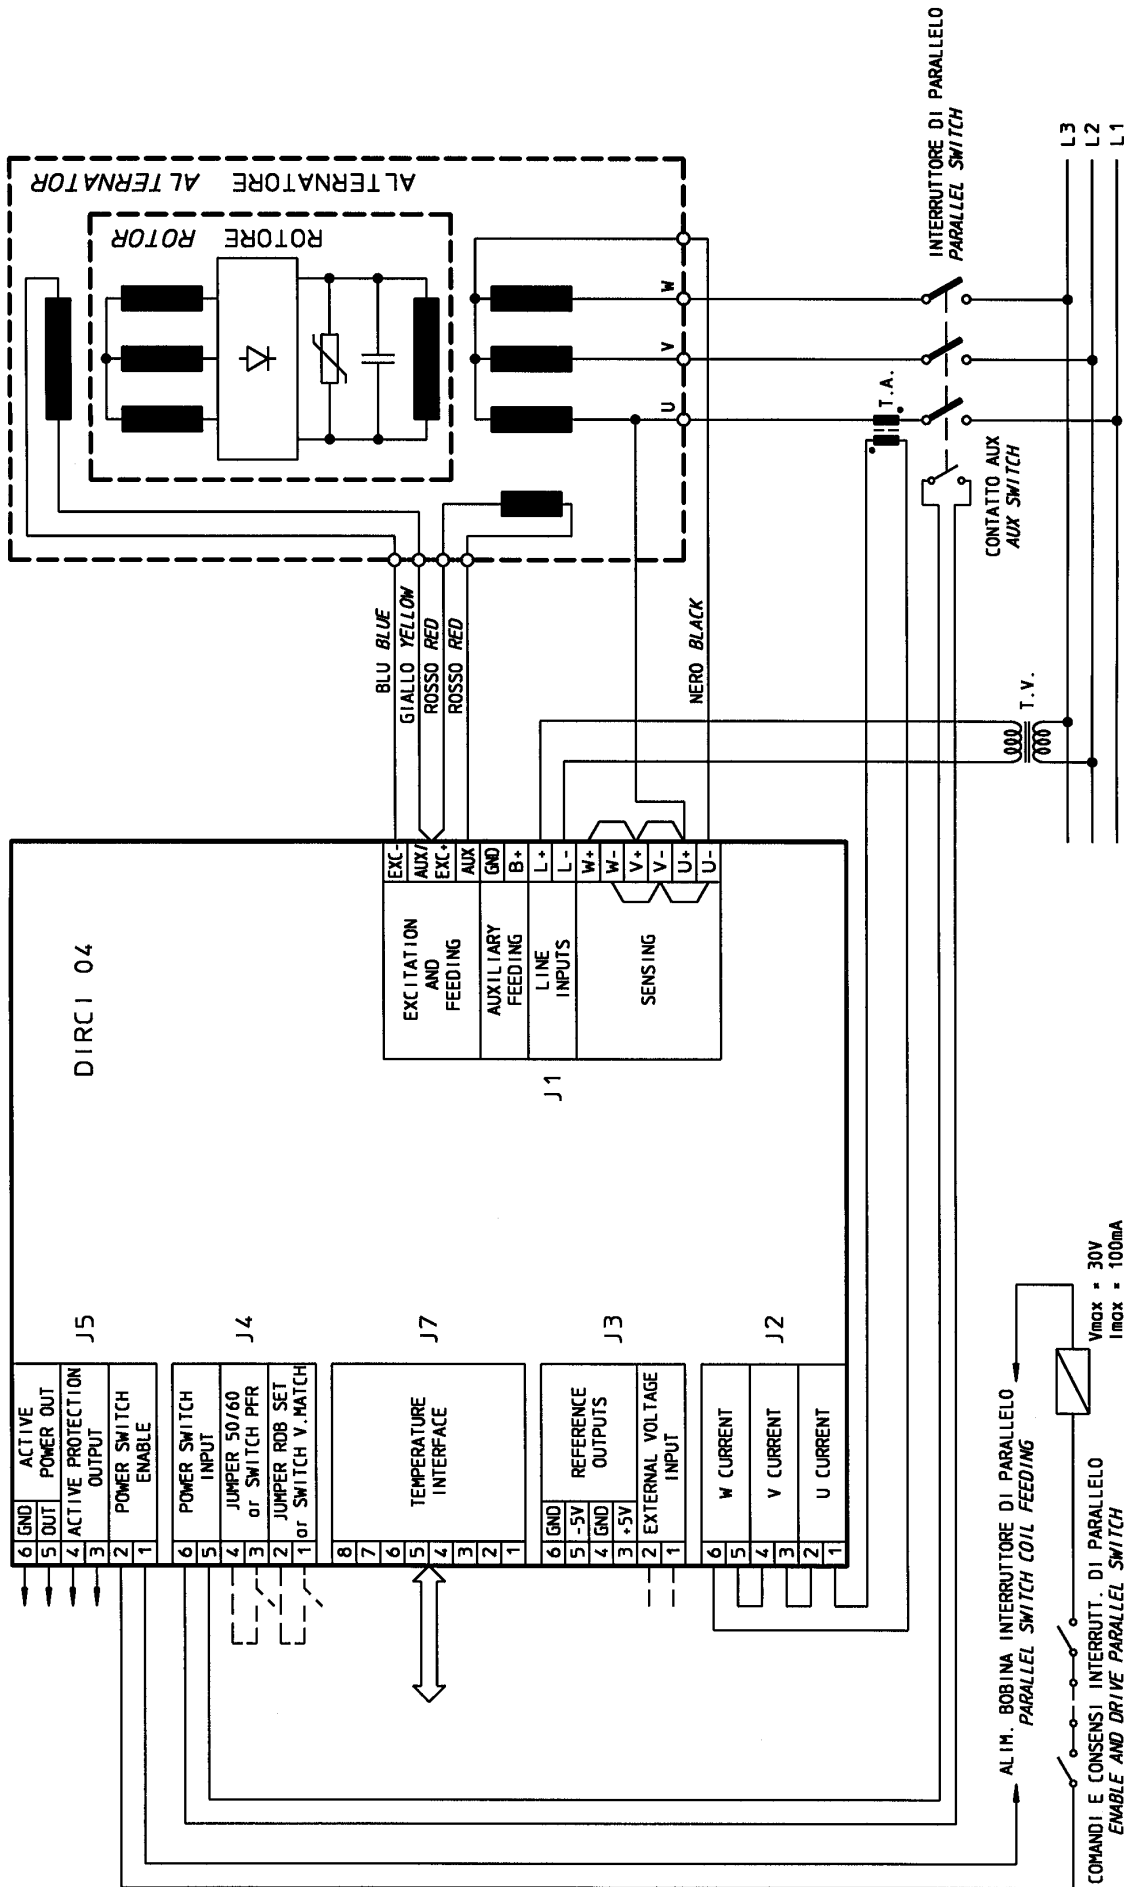 ALTERNATORE ALTERNATOR
ROTORE ROTOR
BLU BLUE
GIALLO YELLOW
ROSSO RED
ROSSO RED
NERO BLACK
W
V
U
T.A.
INTERRUTTORE DI PARALLELO
PARALLEL SWITCH
CONTATTO AUX
AUX SWITCH
T.V.
L3
L2
L1
DIRCI 04
J1
EXCITATION
AND
FEEDING
AUXILIARY
FEEDING
LINE
INPUTS
SENSING
EXC-
AUX/
EXC+
AUX
GND
B+
L+
L-
W+
W-
V+
V-
U+
U-
J5
6 GND
5 OUT
ACTIVE
POWER OUT
4
3
ACTIVE PROTECTION
OUTPUT
2
1
POWER SWITCH
ENABLE
J4
6
5
POWER SWITCH
INPUT
4
3
JUMPER 50/60
or SWITCH PFR
2
1
JUMPER RDB SET
or SWITCH V.MATCH
J7
8
7
6
5
4
3
2
1
TEMPERATURE
INTERFACE
J3
6 GND
5 -5V
4 GND
3 +5V
REFERENCE
OUTPUTS
2
1
EXTERNAL VOLTAGE
INPUT
J2
6
5
W CURRENT
4
3
V CURRENT
2
1
U CURRENT
ALIM. BOBINA INTERRUTTORE DI PARALLELO
PARALLEL SWITCH COIL FEEDING
Vmax = 30V
Imax = 100mA
COMANDI E CONSENSI INTERRUTT. DI PARALLELO
ENABLE AND DRIVE PARALLEL SWITCH